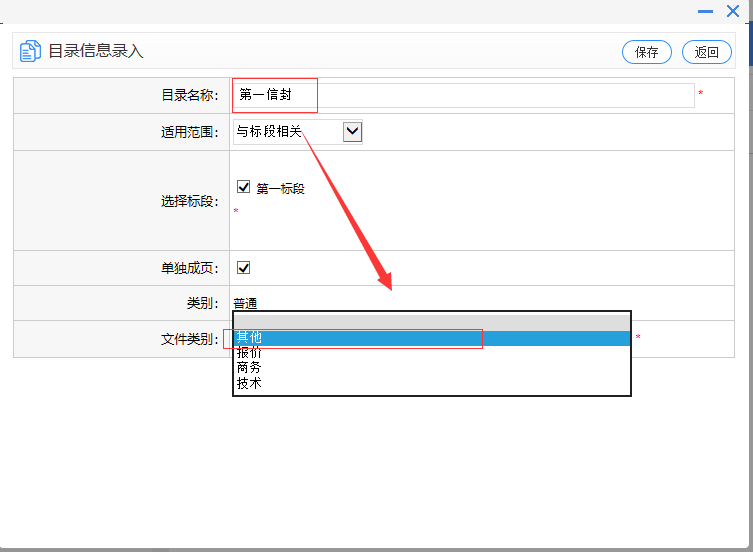 目录信息录入
保存
返回
目录名称:
第一信封
*
适用范围:
与标段相关
选择标段:
第一标段
*
单独成页:
类别:
普通
文件类别:
其他
*
报价
商务
技术